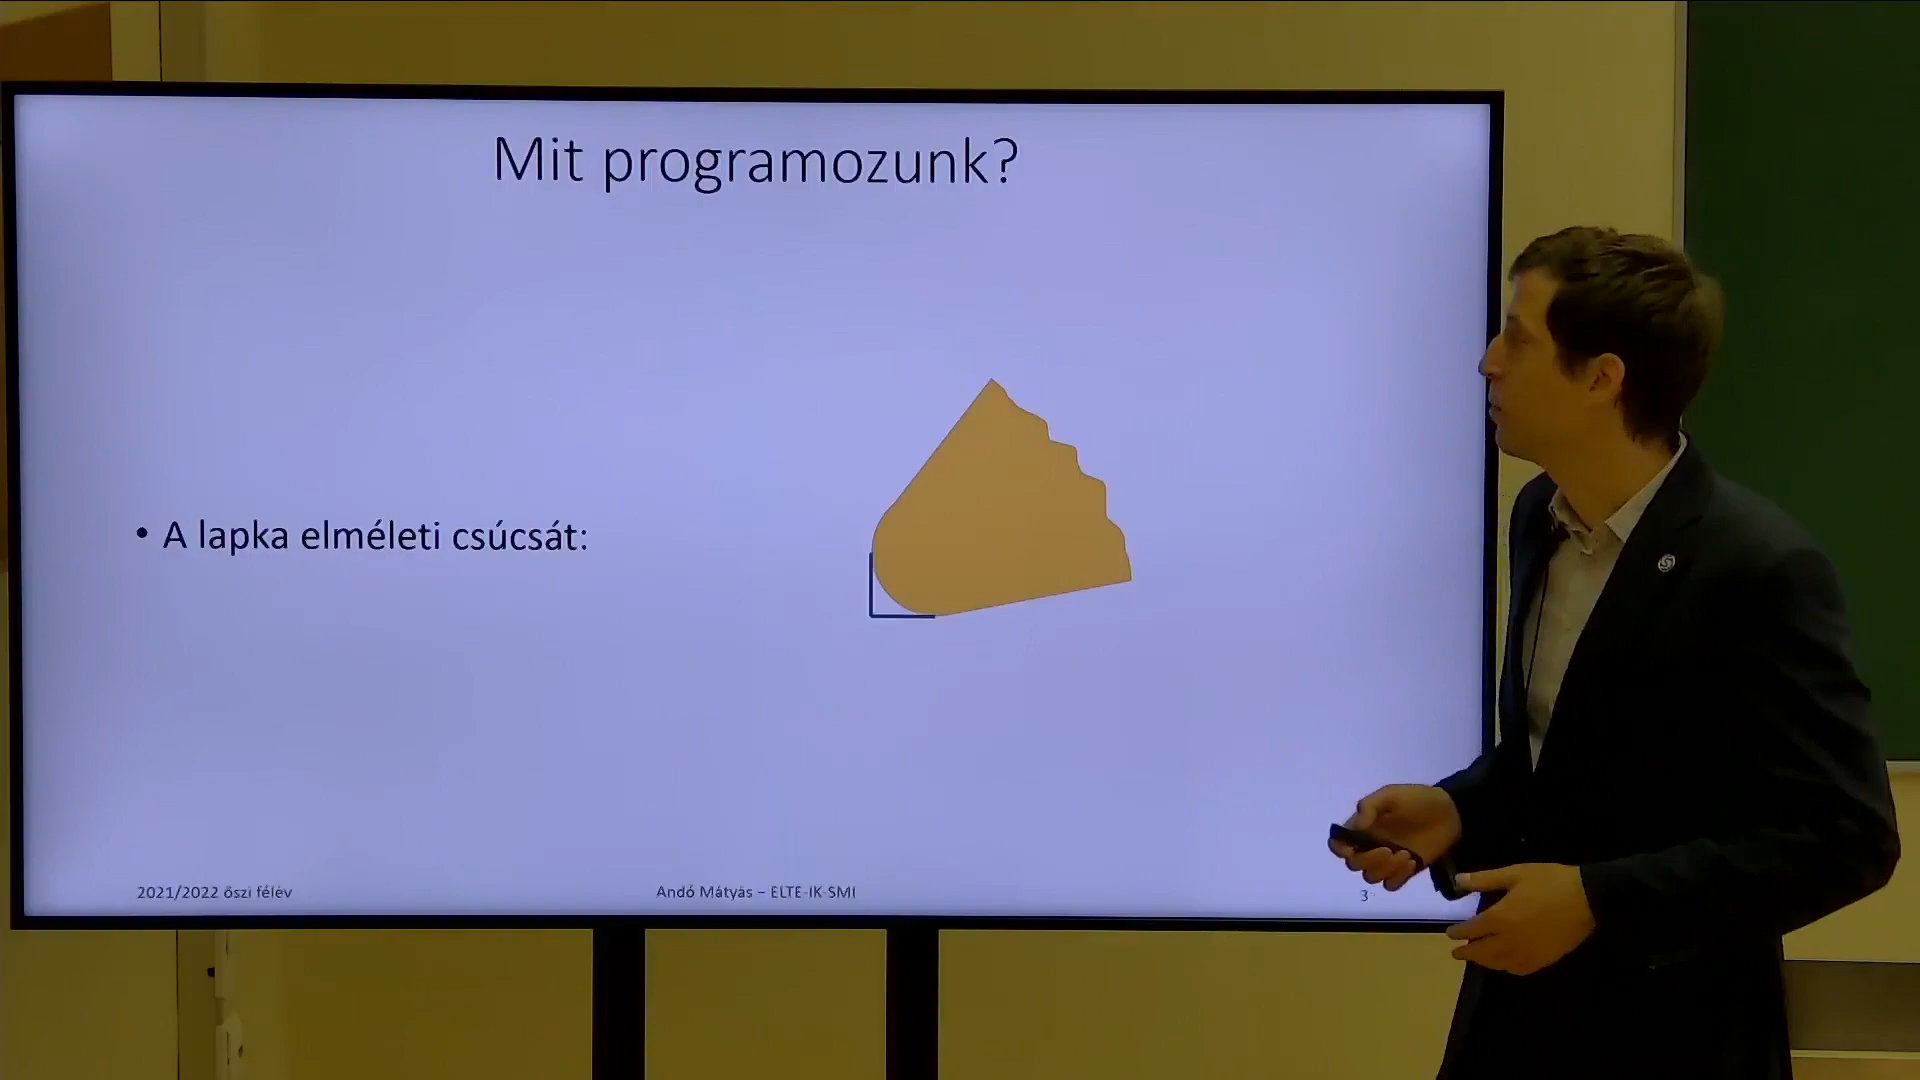 Mit programozunk?
• A lapka elméleti csúcsát:
2021/2022 őszi félév
Andó Mátyás – ELTE-IK-SMI
3